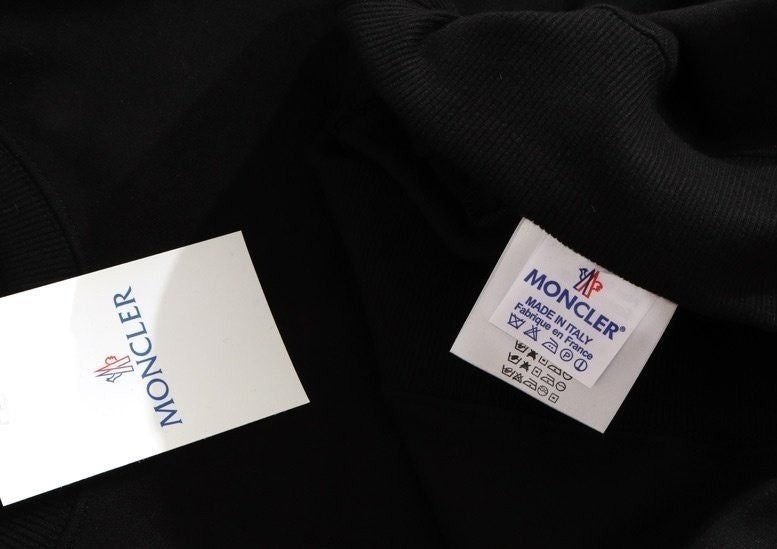 MONCLER
MONCLER®
MADE IN ITALY
Fabriqué en France
P